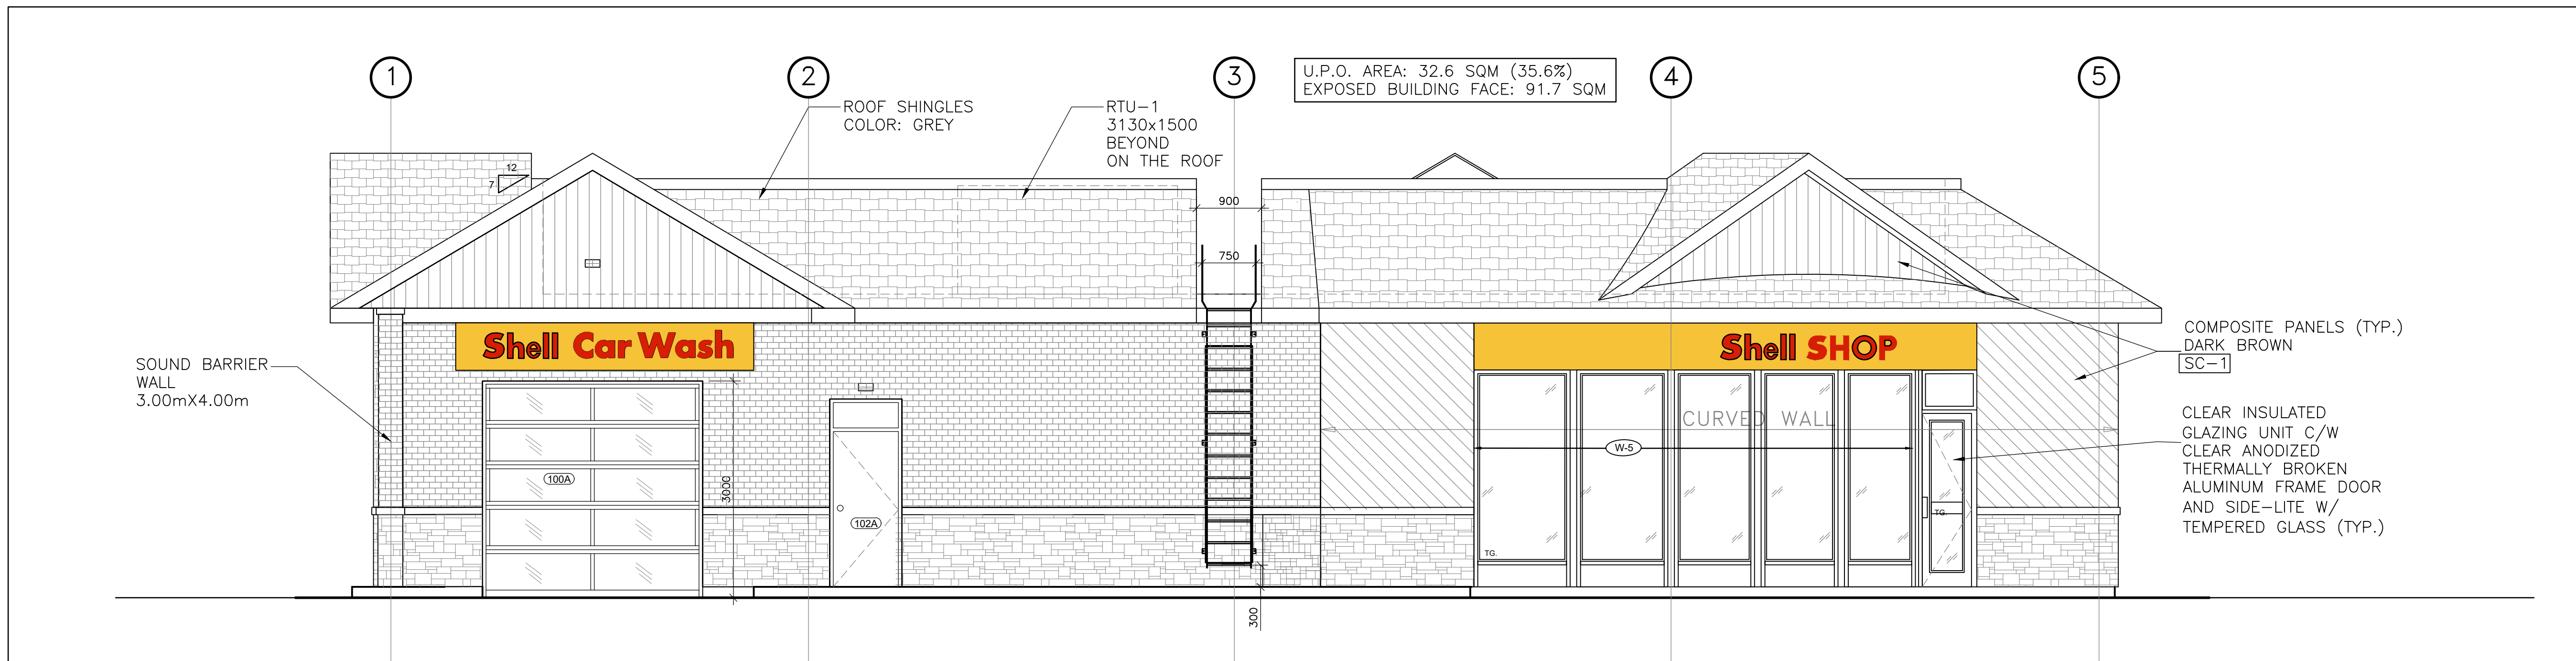 1
2
3
4
5
U.P.O. AREA: 32.6 SQM (35.6%)
EXPOSED BUILDING FACE: 91.7 SQM
ROOF SHINGLES
COLOR: GREY
RTU-1
3130x1500
BEYOND
ON THE ROOF
12
7
900
750
Shell Car Wash
Shell SHOP
SOUND BARRIER
WALL
3.00mX4.00m
COMPOSITE PANELS (TYP.)
DARK BROWN
SC-1
CURVED WALL
W-5
CLEAR INSULATED
GLAZING UNIT C/W
CLEAR ANODIZED
THERMALLY BROKEN
ALUMINUM FRAME DOOR
AND SIDE-LITE W/
TEMPERED GLASS (TYP.)
100A
3000
102A
TG.
TG.
300